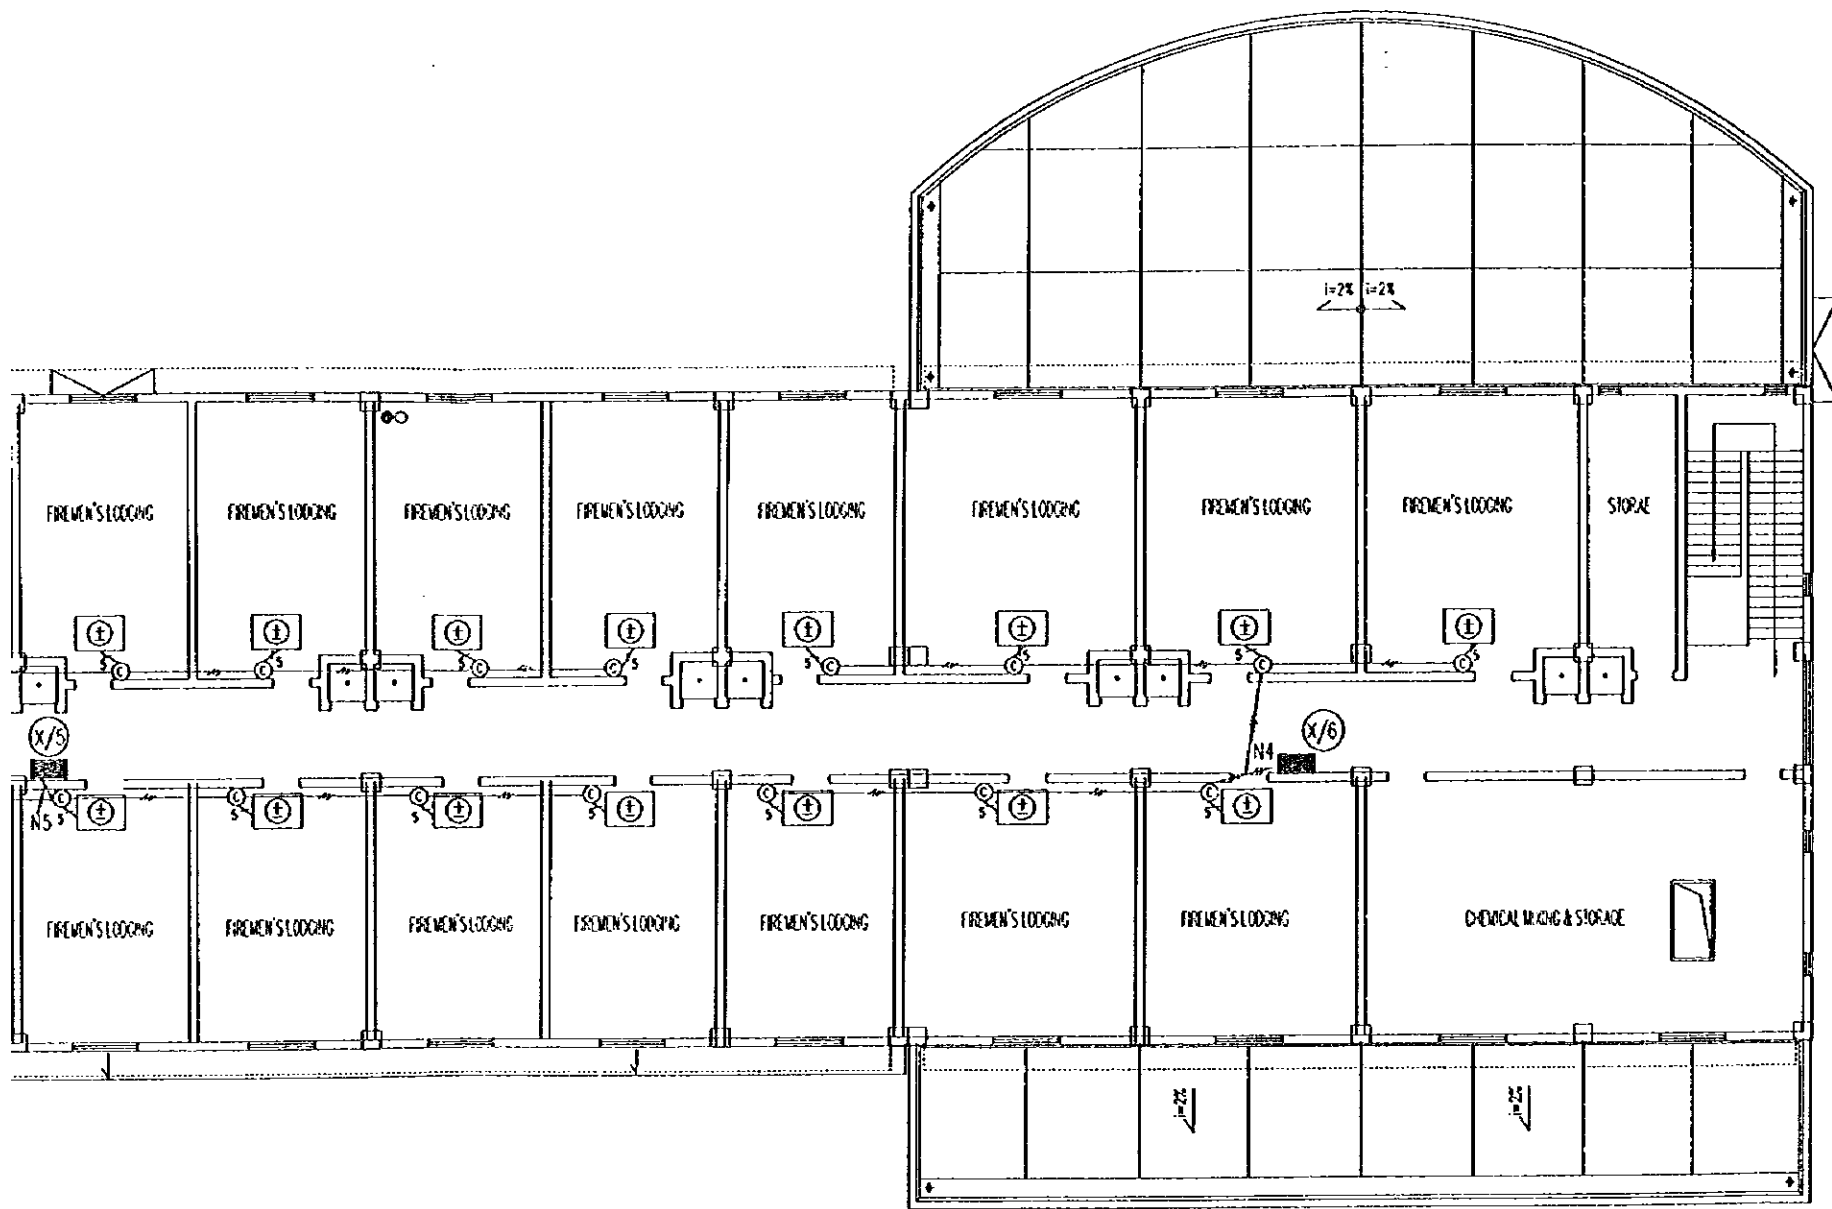 i=2% i=2%
FIREMEN'S LODGING FIREMEN'S LODGING FIREMEN'S LODGING FIREMEN'S LODGING FIREMEN'S LODGING FIREMEN'S LODGING FIREMEN'S LODGING FIREMEN'S LODGING STORAE
± ± ± ± ± ± ± ±
S C C S S C C S S C C S S C C S
X/5 X/6
N4
C ± C ± C ± C ± C ± C ± C ±
N5 S S S S S S S
FIREMEN'S LODGING FIREMEN'S LODGING FIREMEN'S LODGING FIREMEN'S LODGING FIREMEN'S LODGING FIREMEN'S LODGING FIREMEN'S LODGING CHEMICAL MIXING & STORAGE
i=2% i=2%